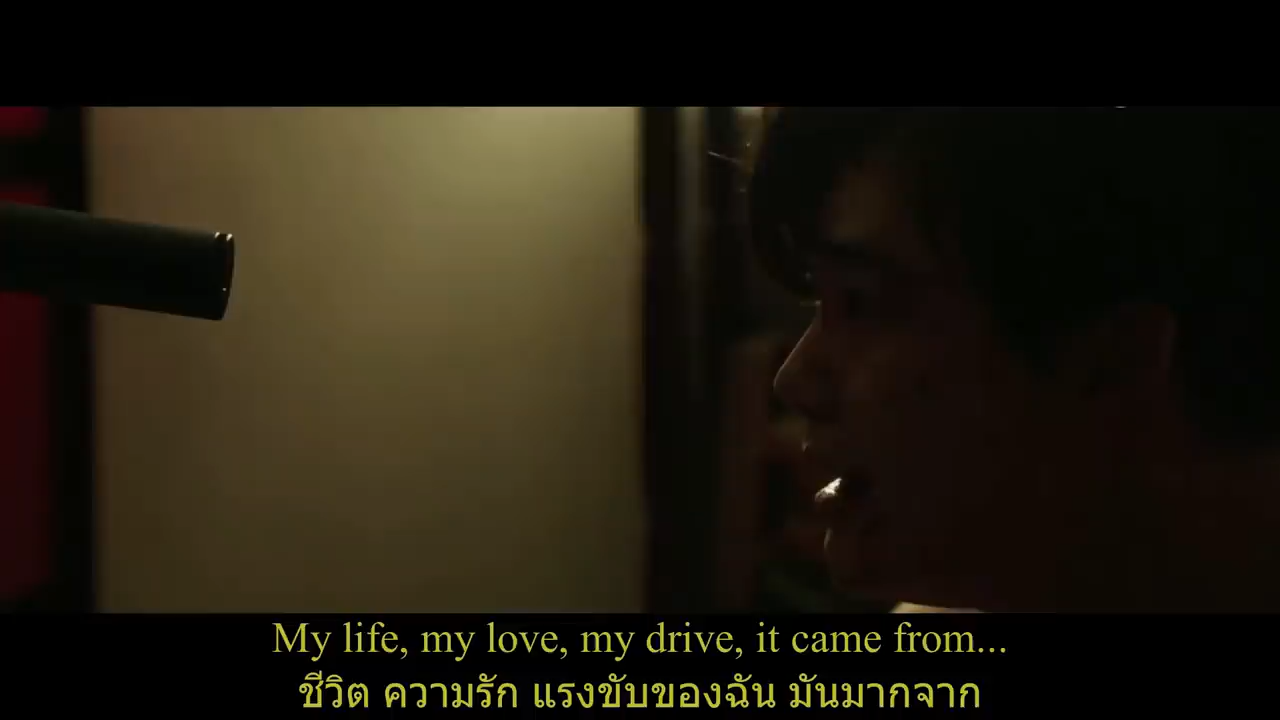 My life, my love, my drive, it came from...
ชีวิต ความรัก แรงขับของฉัน มันมากจาก